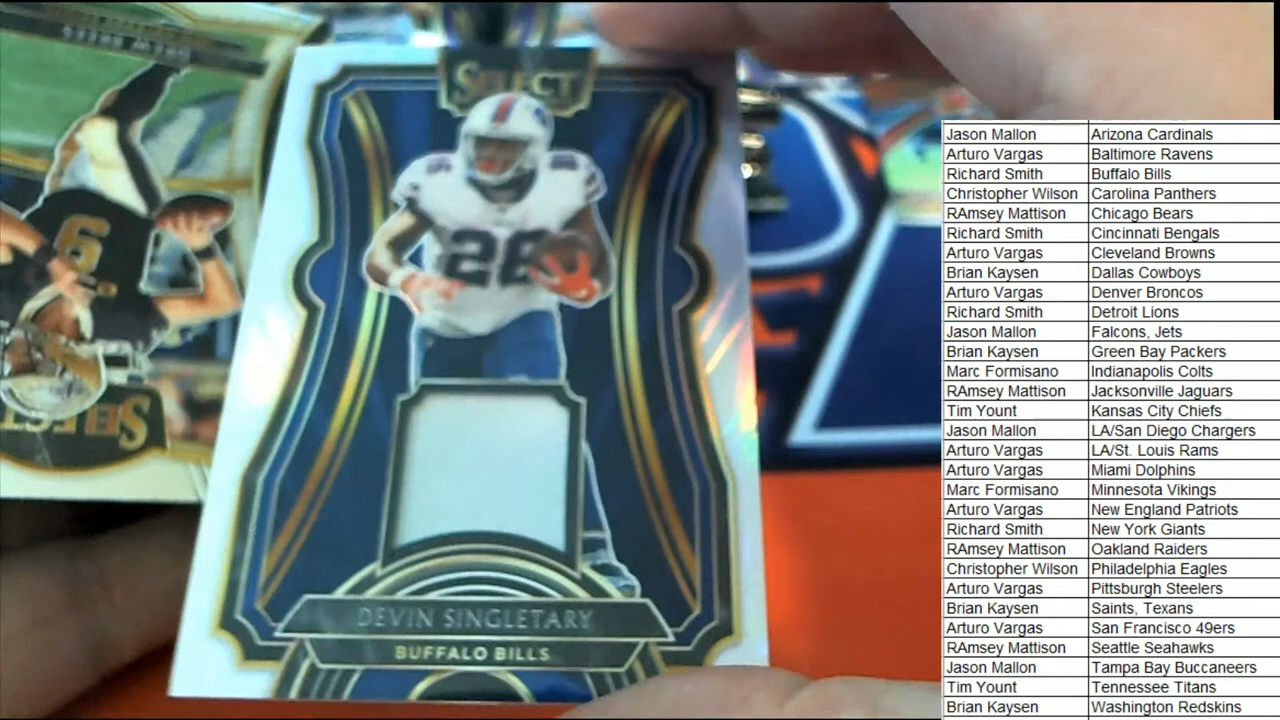 SELECT
26
DEVIN SINGLETARY
BUFFALO BILLS
6
SELECT
DREW BREES
Jason Mallon Arizona Cardinals
Arturo Vargas Baltimore Ravens
Richard Smith Buffalo Bills
Christopher Wilson Carolina Panthers
RAmsey Mattison Chicago Bears
Richard Smith Cincinnati Bengals
Arturo Vargas Cleveland Browns
Brian Kaysen Dallas Cowboys
Arturo Vargas Denver Broncos
Richard Smith Detroit Lions
Jason Mallon Falcons, Jets
Brian Kaysen Green Bay Packers
Marc Formisano Indianapolis Colts
RAmsey Mattison Jacksonville Jaguars
Tim Yount Kansas City Chiefs
Jason Mallon LA/San Diego Chargers
Arturo Vargas LA/St. Louis Rams
Arturo Vargas Miami Dolphins
Marc Formisano Minnesota Vikings
Arturo Vargas New England Patriots
Richard Smith New York Giants
RAmsey Mattison Oakland Raiders
Christopher Wilson Philadelphia Eagles
Arturo Vargas Pittsburgh Steelers
Brian Kaysen Saints, Texans
Arturo Vargas San Francisco 49ers
RAmsey Mattison Seattle Seahawks
Jason Mallon Tampa Bay Buccaneers
Tim Yount Tennessee Titans
Brian Kaysen Washington Redskins